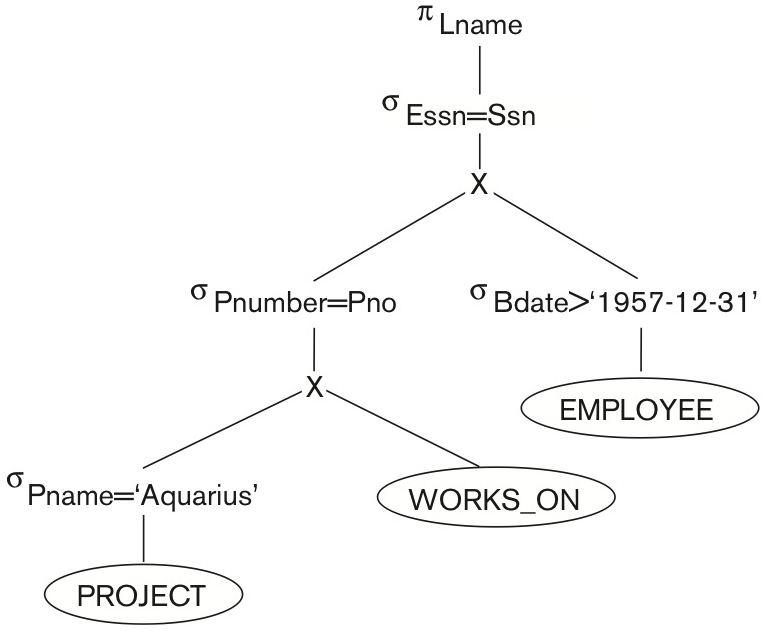 π Lname
σ Essn=Ssn
X
σ Pnumber=Pno
σ Bdate>‘1957-12-31’
X
EMPLOYEE
σ Pname=‘Aquarius’
WORKS_ON
PROJECT